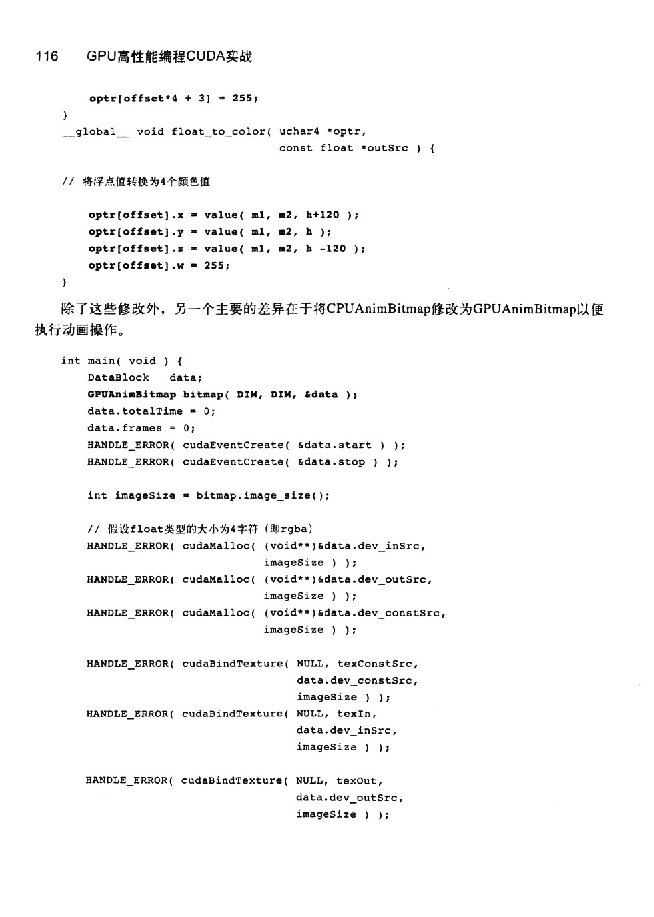 116 GPU高性能编程CUDA实战
optr[offset*4 + 3] = 255;
}
__global__ void float_to_color( uchar4 *optr,
const float *outSrc ) {
// 将浮点值转换为4个颜色值
optr[offset].x = value( m1, m2, h+120 );
optr[offset].y = value( m1, m2, h );
optr[offset].z = value( m1, m2, h -120 );
optr[offset].w = 255;
}
除了这些修改外，另一个主要的差异在于将CPUAnimBitmap修改为GPUAnimBitmap以便
执行动画操作。
int main( void ) {
DataBlock data;
GPUAnimBitmap bitmap( DIM, DIM, &data );
data.totalTime = 0;
data.frames = 0;
HANDLE_ERROR( cudaEventCreate( &data.start ) );
HANDLE_ERROR( cudaEventCreate( &data.stop ) );
int imageSize = bitmap.image_size();
// 假设float类型的大小为4字符（即rgba）
HANDLE_ERROR( cudaMalloc( (void**)&data.dev_inSrc,
imageSize ) );
HANDLE_ERROR( cudaMalloc( (void**)&data.dev_outSrc,
imageSize ) );
HANDLE_ERROR( cudaMalloc( (void**)&data.dev_constSrc,
imageSize ) );
HANDLE_ERROR( cudaBindTexture( NULL, texConstSrc,
data.dev_constSrc,
imageSize ) );
HANDLE_ERROR( cudaBindTexture( NULL, texIn,
data.dev_inSrc,
imageSize ) );
HANDLE_ERROR( cudaBindTexture( NULL, texOut,
data.dev_outSrc,
imageSize ) );